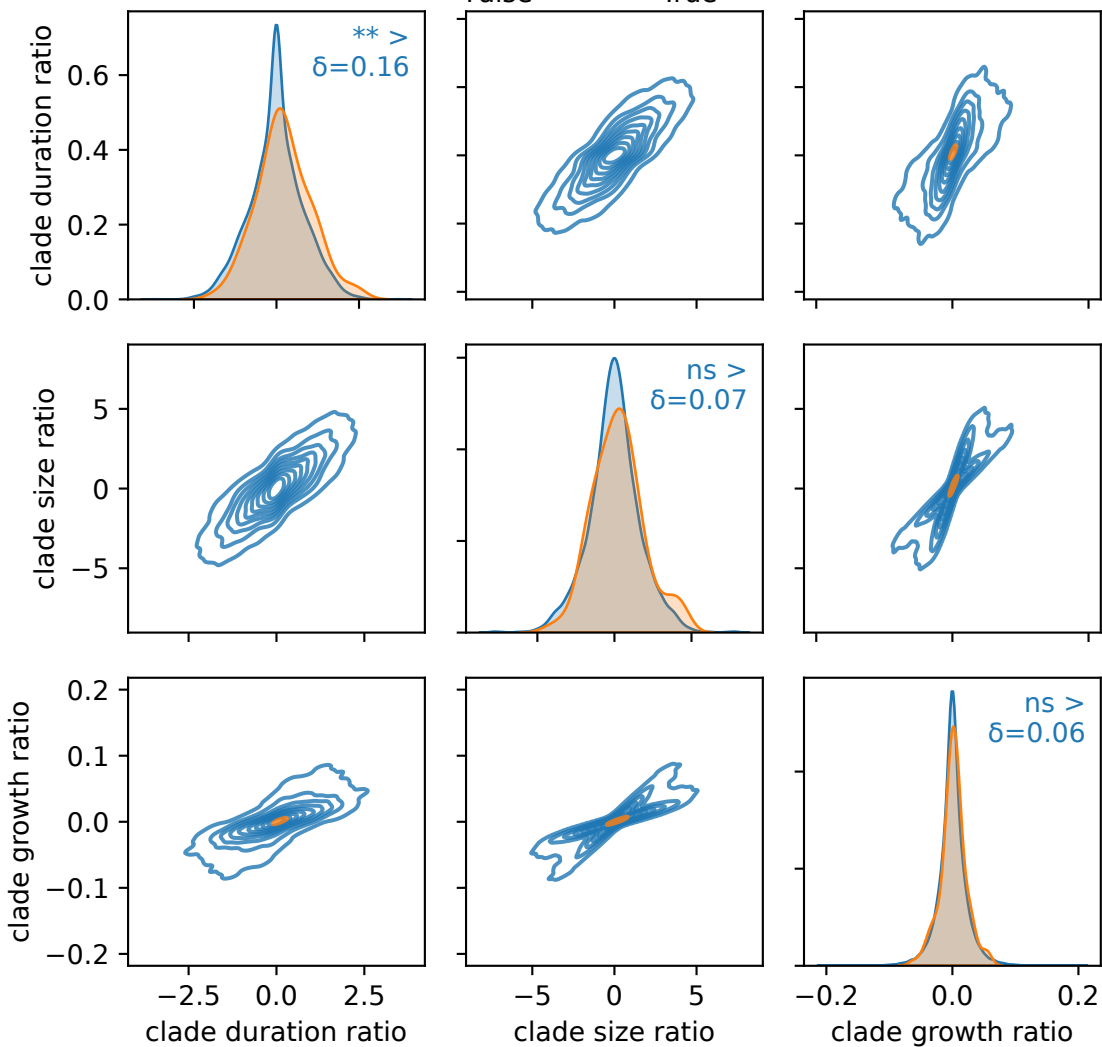 clade duration ratio
0.6
0.4
0.2
0.0
** >
δ=0.16
clade size ratio
5
0
−5
ns >
δ=0.07
clade growth ratio
0.2
0.1
0.0
−0.1
−0.2
ns >
δ=0.06
−2.5 0.0 2.5
−5 0 5
−0.2 0.0 0.2
clade duration ratio
clade size ratio
clade growth ratio